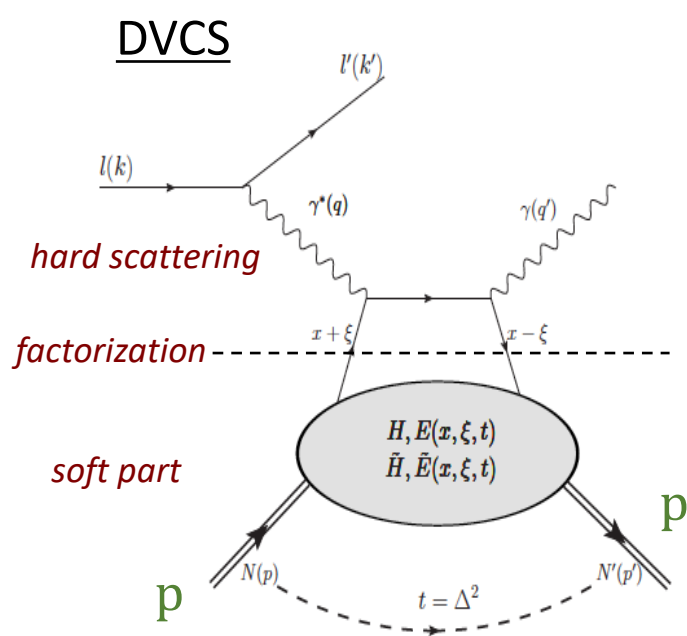 DVCS
l'(k')
l(k)
γ*(q)
γ(q')
hard scattering
x + ξ
x − ξ
factorization
H, E(x, ξ, t)
H̃, Ẽ(x, ξ, t)
soft part
p
N(p)
N'(p')
t = Δ²
p